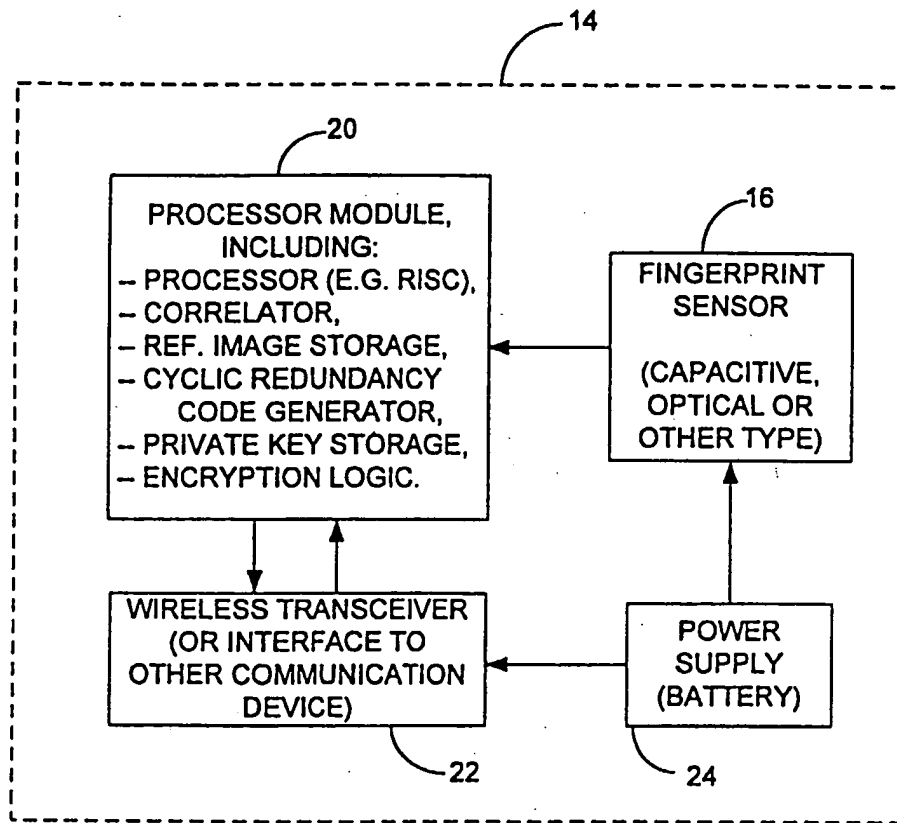 14
20
PROCESSOR MODULE,
INCLUDING:
– PROCESSOR (E.G. RISC),
– CORRELATOR,
– REF. IMAGE STORAGE,
– CYCLIC REDUNDANCY
CODE GENERATOR,
– PRIVATE KEY STORAGE,
– ENCRYPTION LOGIC.
16
FINGERPRINT
SENSOR
(CAPACITIVE,
OPTICAL OR
OTHER TYPE)
WIRELESS TRANSCEIVER
(OR INTERFACE TO
OTHER COMMUNICATION
DEVICE)
22
POWER
SUPPLY
(BATTERY)
24